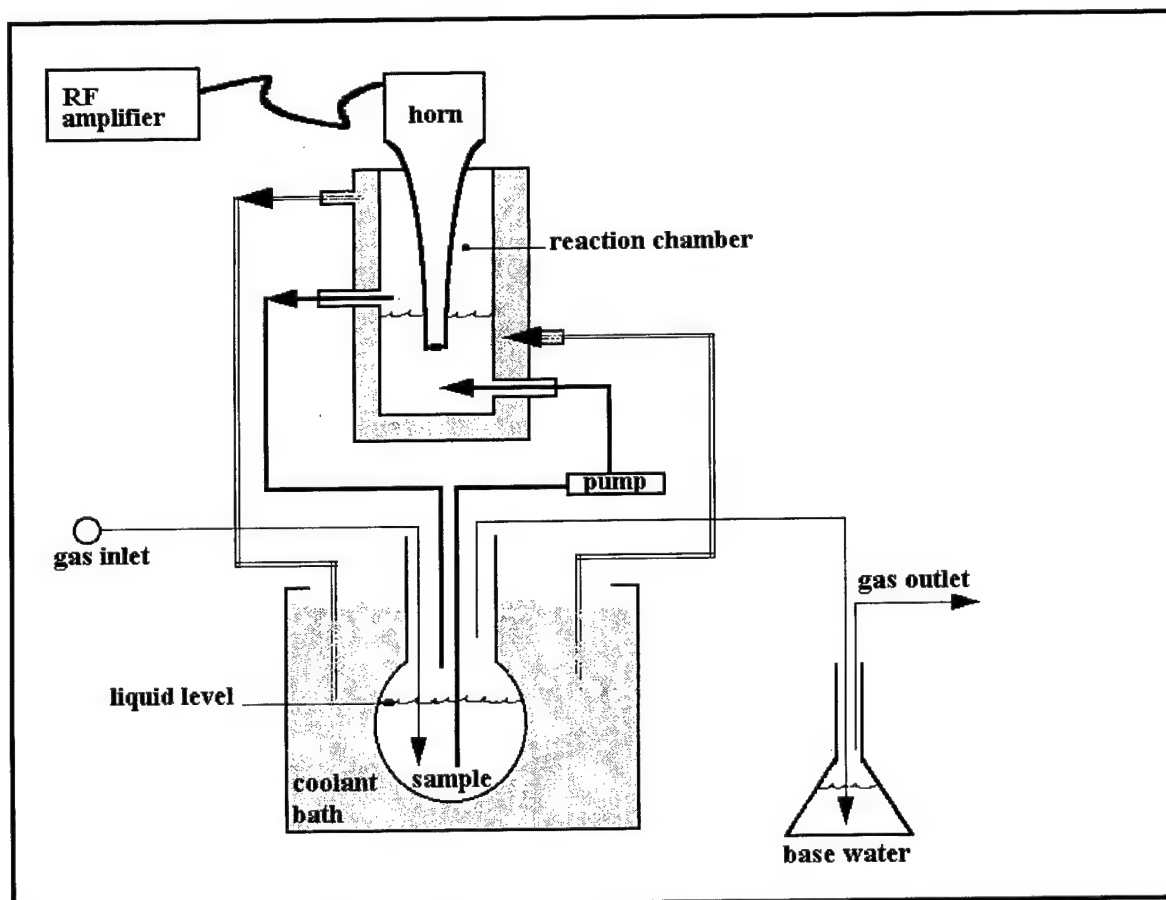 RF
amplifier
horn
reaction chamber
pump
gas inlet
gas outlet
liquid level
sample
coolant
bath
base water